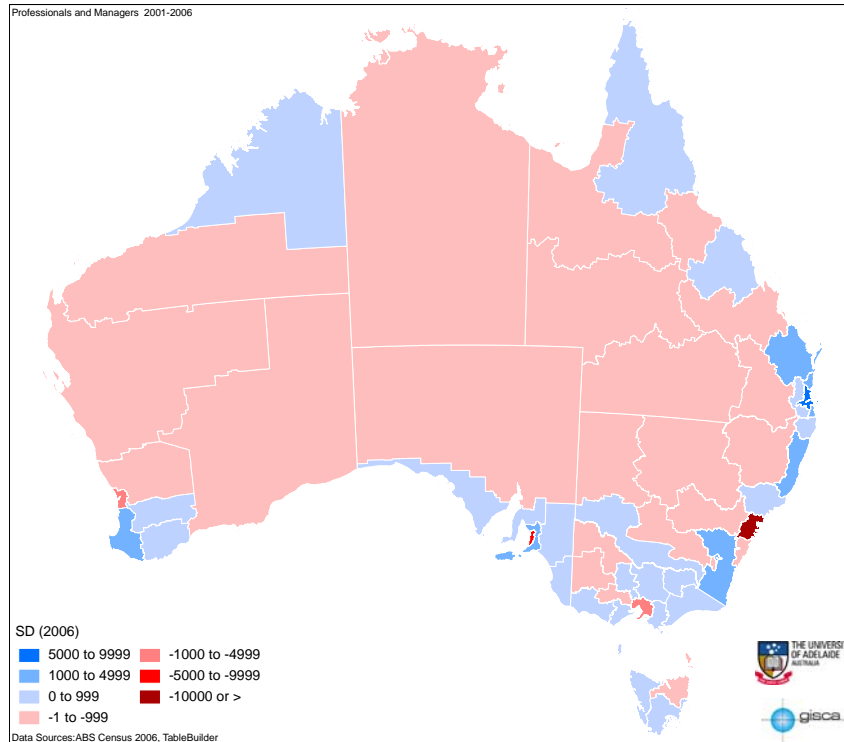 Professionals and Managers 2001-2006
SD (2006)
5000 to 9999
1000 to 4999
0 to 999
-1 to -999
-1000 to -4999
-5000 to -9999
-10000 or >
THE UNIVERSI
OF ADELAIDE
AUSTRALIA
gisca
Data Sources:ABS Census 2006, TableBuilder